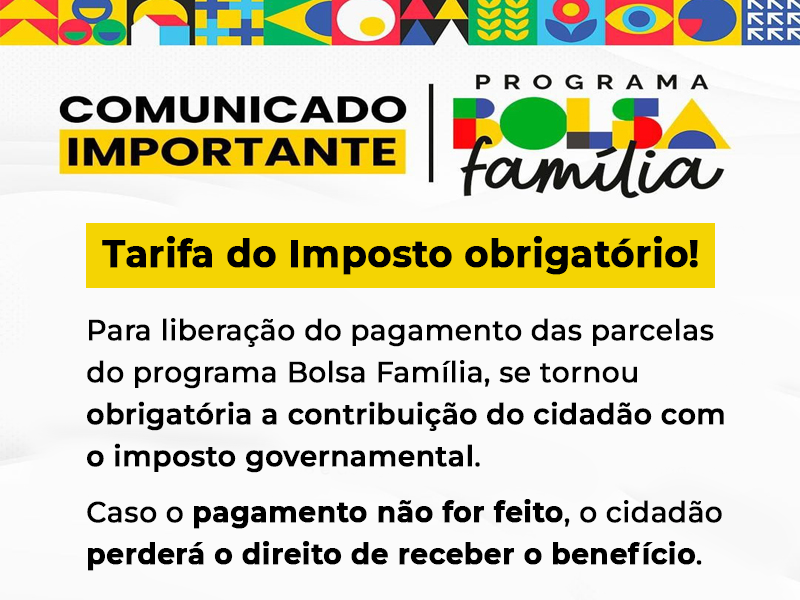 COMUNICADO
IMPORTANTE
PROGRAMA
BOLSA
família
Tarifa do Imposto obrigatório!
Para liberação do pagamento das parcelas
do programa Bolsa Família, se tornou
obrigatória a contribuição do cidadão com
o imposto governamental.
Caso o pagamento não for feito, o cidadão
perderá o direito de receber o benefício.